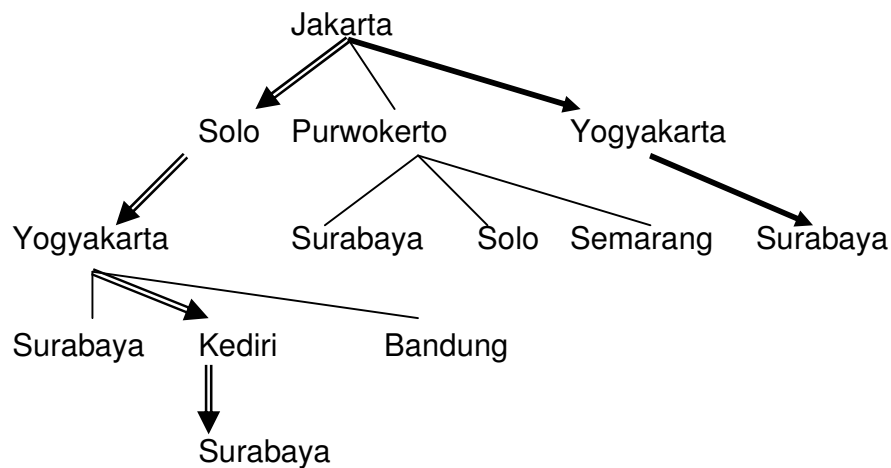 Jakarta
Solo Purwokerto Yogyakarta
Yogyakarta Surabaya Solo Semarang Surabaya
Surabaya Kediri Bandung
Surabaya